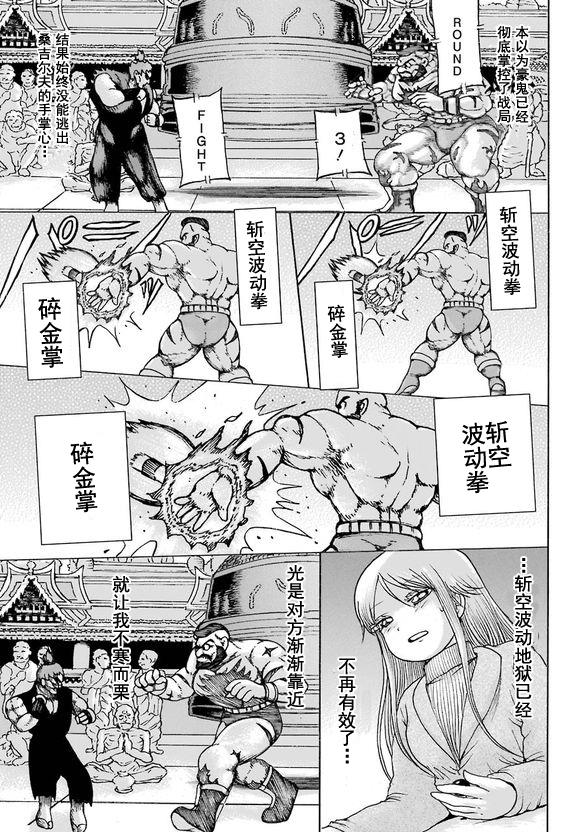 本以为豪鬼已经
彻底掌控了战局
ROUND
3!
FIGHT
结果始终没能逃出
桑吉尔夫的手掌心…
斩空波动拳
碎金掌
斩空波动拳
碎金掌
斩空
波动拳
碎金掌
…斩空波动地狱已经
不再有效了…
光是对方渐渐靠近
就让我不寒而栗